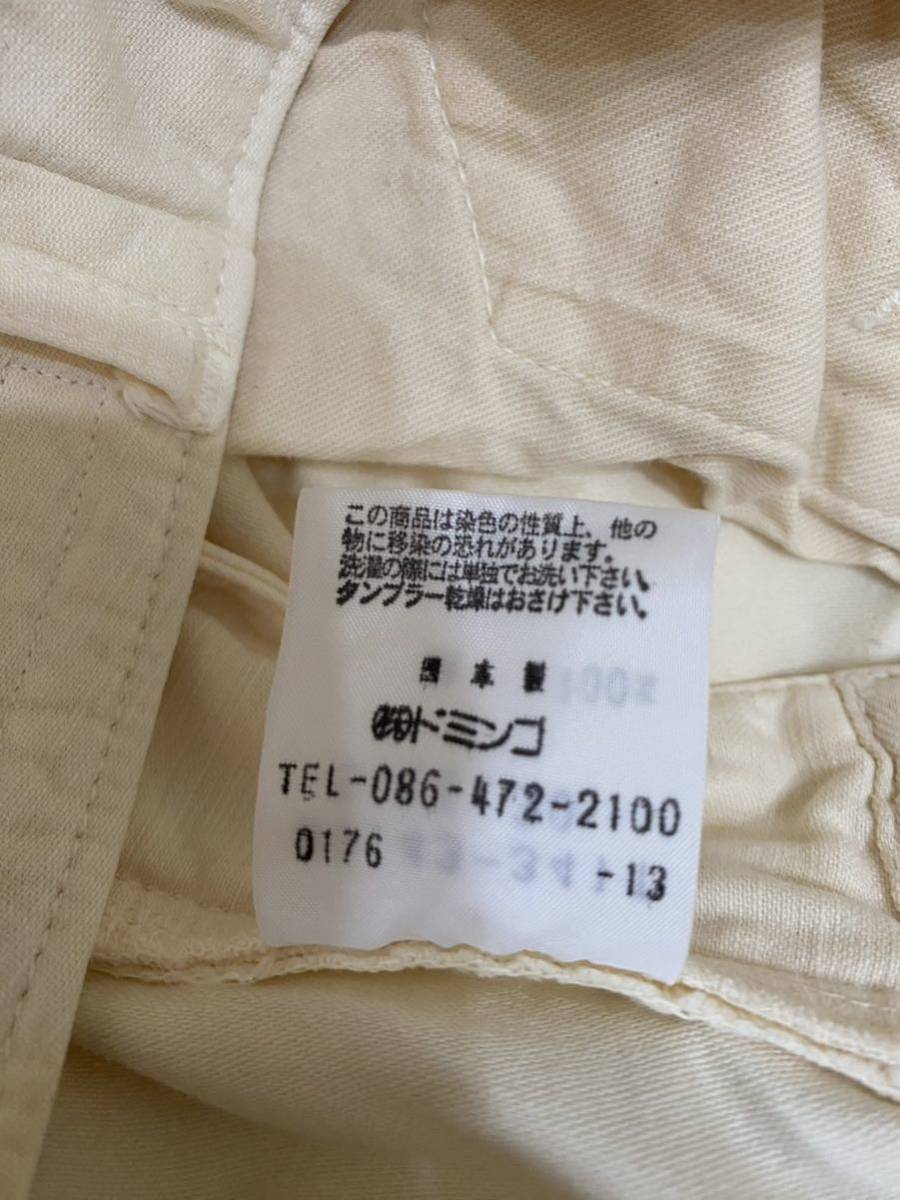 この商品は染色の性質上、他の
物に移染の恐れがあります。
洗濯の際には単独でお洗い下さい。
タンブラー乾燥はおさけ下さい。
日本製
㈱ドミンゴ
TEL-086-472-2100
0176 -13